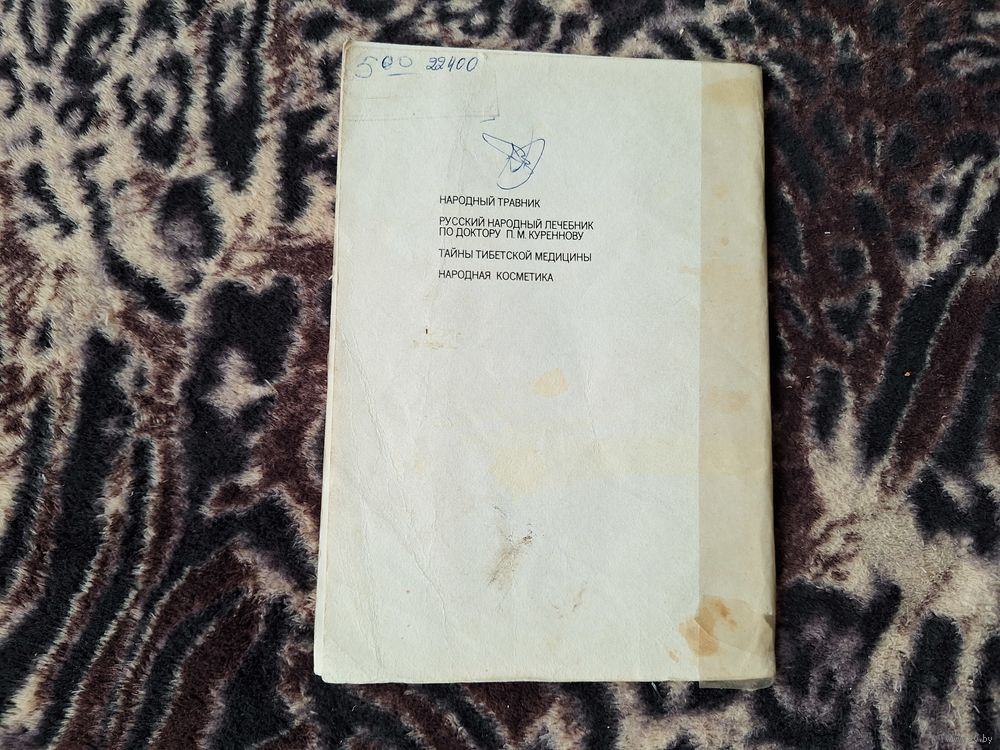 500 22400
НАРОДНЫЙ ТРАВНИК
РУССКИЙ НАРОДНЫЙ ЛЕЧЕБНИК
ПО ДОКТОРУ П. М. КУРЕННОВУ
ТАЙНЫ ТИБЕТСКОЙ МЕДИЦИНЫ
НАРОДНАЯ КОСМЕТИКА